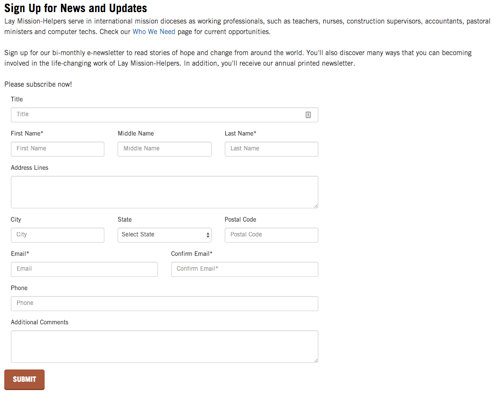 Sign Up for News and Updates
Lay Mission-Helpers serve in international mission dioceses as working professionals, such as teachers, nurses, construction supervisors, accountants, pastoral
ministers and computer techs. Check our Who We Need page for current opportunities.
Sign up for our bi-monthly e-newsletter to read stories of hope and change from around the world. You'll also discover many ways that you can becoming
involved in the life-changing work of Lay Mission-Helpers. In addition, you'll receive our annual printed newsletter.
Please subscribe now!
Title
Title
First Name* Middle Name Last Name*
First Name Middle Name Last Name
Address Lines
City State Postal Code
City Select State Postal Code
Email* Confirm Email*
Email Confirm Email*
Phone
Phone
Additional Comments
SUBMIT